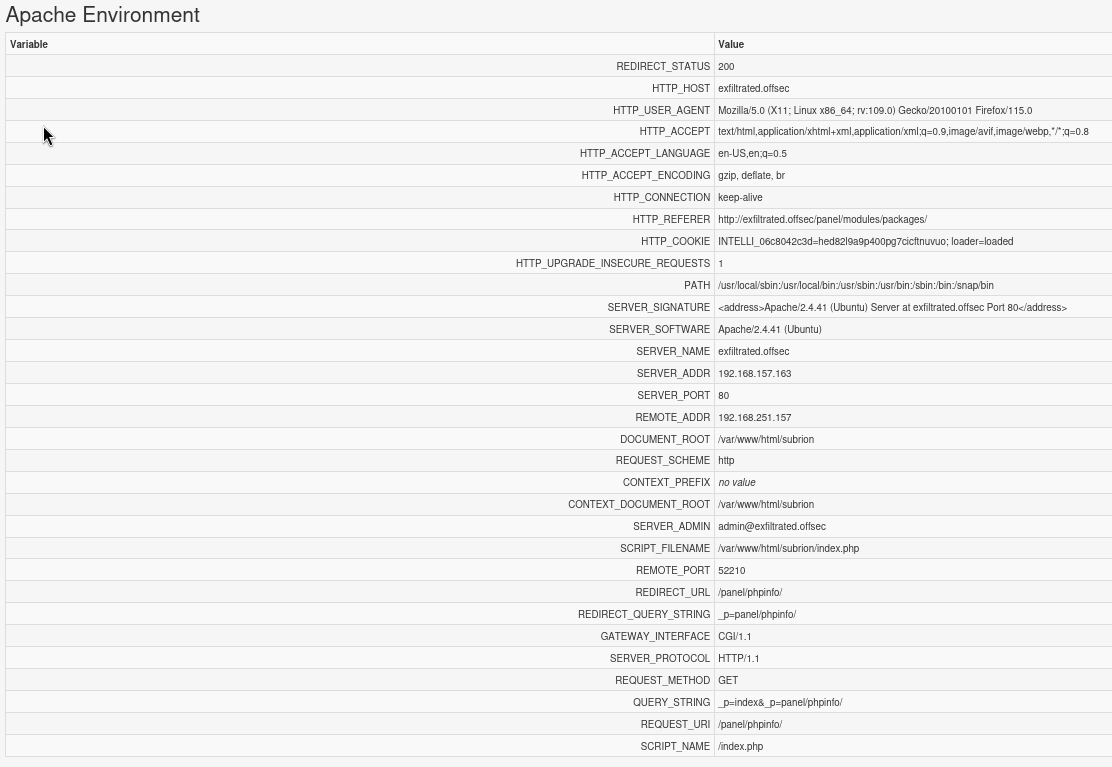 Apache Environment
Variable Value
REDIRECT_STATUS 200
HTTP_HOST exfiltrated.offsec
HTTP_USER_AGENT Mozilla/5.0 (X11; Linux x86_64; rv:109.0) Gecko/20100101 Firefox/115.0
HTTP_ACCEPT text/html,application/xhtml+xml,application/xml;q=0.9,image/avif,image/webp,*/*;q=0.8
HTTP_ACCEPT_LANGUAGE en-US,en;q=0.5
HTTP_ACCEPT_ENCODING gzip, deflate, br
HTTP_CONNECTION keep-alive
HTTP_REFERER http://exfiltrated.offsec/panel/modules/packages/
HTTP_COOKIE INTELLI_06c8042c3d=hed82l9a9p400pg7cicftnuvuo; loader=loaded
HTTP_UPGRADE_INSECURE_REQUESTS 1
PATH /usr/local/sbin:/usr/local/bin:/usr/sbin:/usr/bin:/sbin:/bin:/snap/bin
SERVER_SIGNATURE <address>Apache/2.4.41 (Ubuntu) Server at exfiltrated.offsec Port 80</address>
SERVER_SOFTWARE Apache/2.4.41 (Ubuntu)
SERVER_NAME exfiltrated.offsec
SERVER_ADDR 192.168.157.163
SERVER_PORT 80
REMOTE_ADDR 192.168.251.157
DOCUMENT_ROOT /var/www/html/subrion
REQUEST_SCHEME http
CONTEXT_PREFIX no value
CONTEXT_DOCUMENT_ROOT /var/www/html/subrion
SERVER_ADMIN admin@exfiltrated.offsec
SCRIPT_FILENAME /var/www/html/subrion/index.php
REMOTE_PORT 52210
REDIRECT_URL /panel/phpinfo/
REDIRECT_QUERY_STRING _p=panel/phpinfo/
GATEWAY_INTERFACE CGI/1.1
SERVER_PROTOCOL HTTP/1.1
REQUEST_METHOD GET
QUERY_STRING _p=index&_p=panel/phpinfo/
REQUEST_URI /panel/phpinfo/
SCRIPT_NAME /index.php